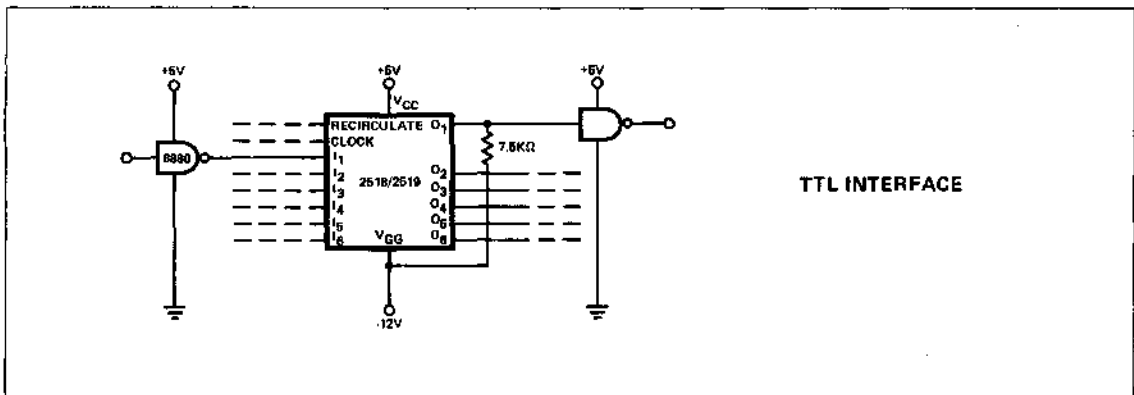 +5V
+5V
+5V
VCC
RECIRCULATE O1
CLOCK
7.5KΩ
8880
I1
I2 O2
2518/2519
I3 O3
TTL INTERFACE
I4 O4
I5 O5
I6 VGG O6
-12V